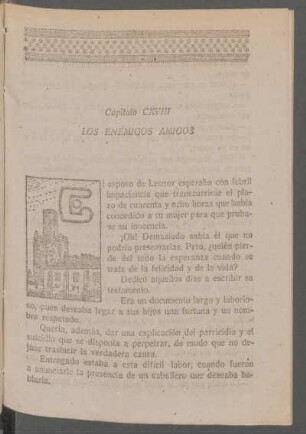 Capítulo CXVIII
LOS ENEMIGOS AMIGOS
El esposo de Leonor esperaba con febril
impaciencia que transcurriese el pla-
zo de cuarenta y ocho horas que había
concedido a su mujer para que proba-
se su inocencia.
¡Oh! Demasiado sabía él que no
podría presentarlas. Pero, ¿quién pierde
del todo la esperanza cuando se
trata de la felicidad y de la vida?
Dedicó aquellos días a escribir su
testamento.
Era un documento largo y laborio-
so, pues deseaba legar a sus hijos una fortuna y un nom-
bre respetado.
Quería, además, dar una explicación del parricidio y el
suicidio que se disponía a perpetrar, de modo que no de-
jase traslucir la verdadera causa.
Entregado estaba a esta difícil labor, cuando fueron
a anunciarle la presencia de un caballero que deseaba ha-
blarle.